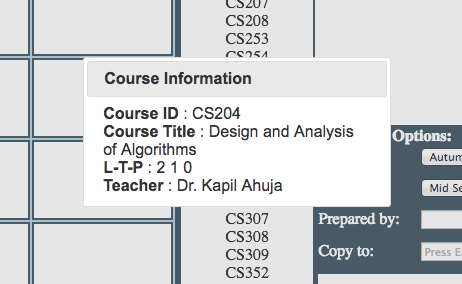 CS207
CS208
CS253
CS254
Course Information
Course ID : CS204
Course Title : Design and Analysis
of Algorithms
L-T-P : 2 1 0
Teacher : Dr. Kapil Ahuja
Options:
Autum
Mid Se
CS307
Prepared by:
CS308
CS309
Copy to:
Press E
CS352